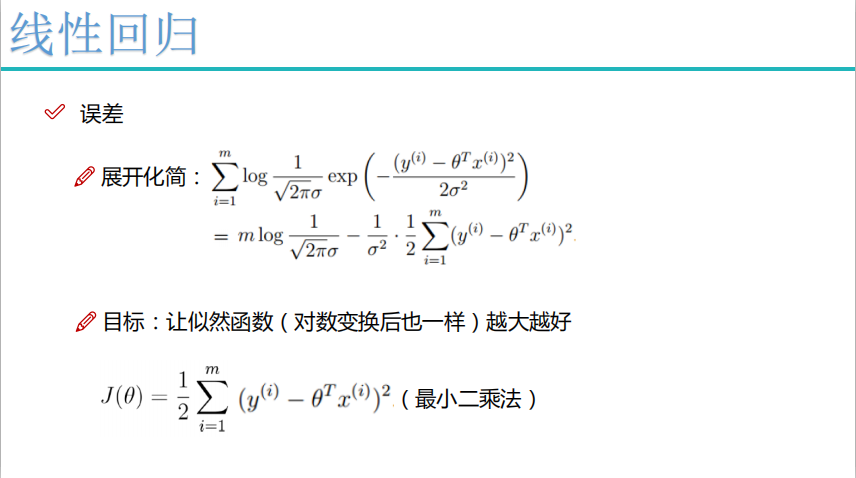 线性回归
误差
展开化简：$\sum_{i=1}^{m} \log \frac{1}{\sqrt{2\pi}\sigma} \exp\left(-\frac{(y^{(i)} - \theta^T x^{(i)})^2}{2\sigma^2}\right)$
$= m \log \frac{1}{\sqrt{2\pi}\sigma} - \frac{1}{\sigma^2} \cdot \frac{1}{2} \sum_{i=1}^{m} (y^{(i)} - \theta^T x^{(i)})^2.$
目标：让似然函数（对数变换后也一样）越大越好
$J(\theta) = \frac{1}{2} \sum_{i=1}^{m} (y^{(i)} - \theta^T x^{(i)})^2.$（最小二乘法）